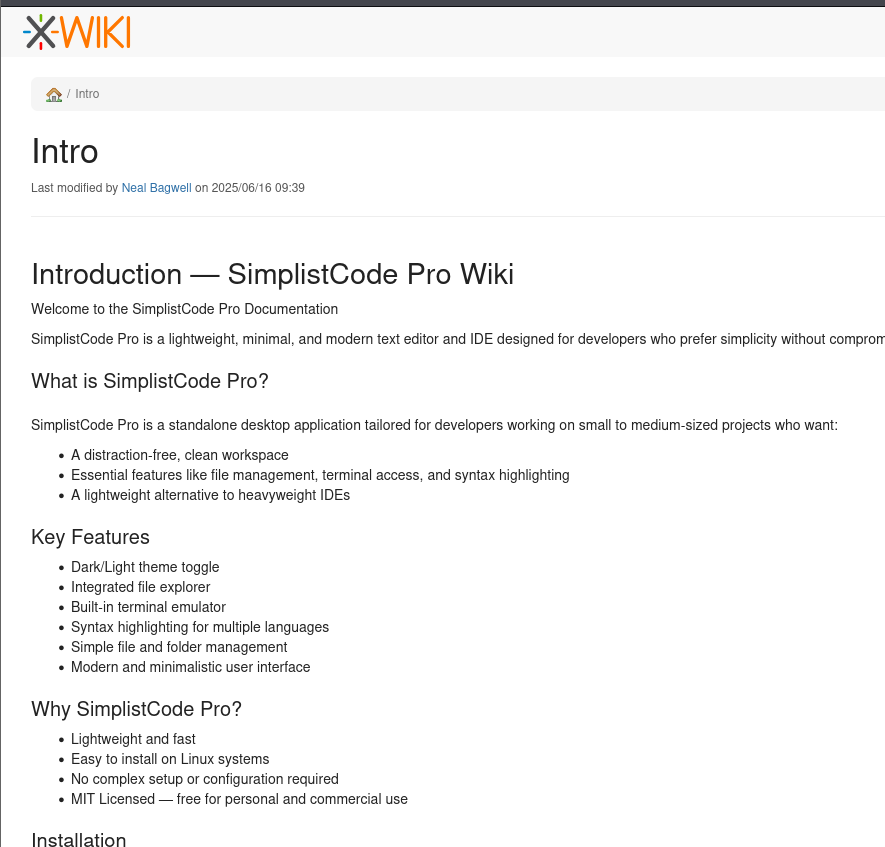 XWIKI
/ Intro
Intro
Last modified by Neal Bagwell on 2025/06/16 09:39
Introduction — SimplistCode Pro Wiki
Welcome to the SimplistCode Pro Documentation
SimplistCode Pro is a lightweight, minimal, and modern text editor and IDE designed for developers who prefer simplicity without comprom
What is SimplistCode Pro?
SimplistCode Pro is a standalone desktop application tailored for developers working on small to medium-sized projects who want:
• A distraction-free, clean workspace
• Essential features like file management, terminal access, and syntax highlighting
• A lightweight alternative to heavyweight IDEs
Key Features
• Dark/Light theme toggle
• Integrated file explorer
• Built-in terminal emulator
• Syntax highlighting for multiple languages
• Simple file and folder management
• Modern and minimalistic user interface
Why SimplistCode Pro?
• Lightweight and fast
• Easy to install on Linux systems
• No complex setup or configuration required
• MIT Licensed — free for personal and commercial use
Installation